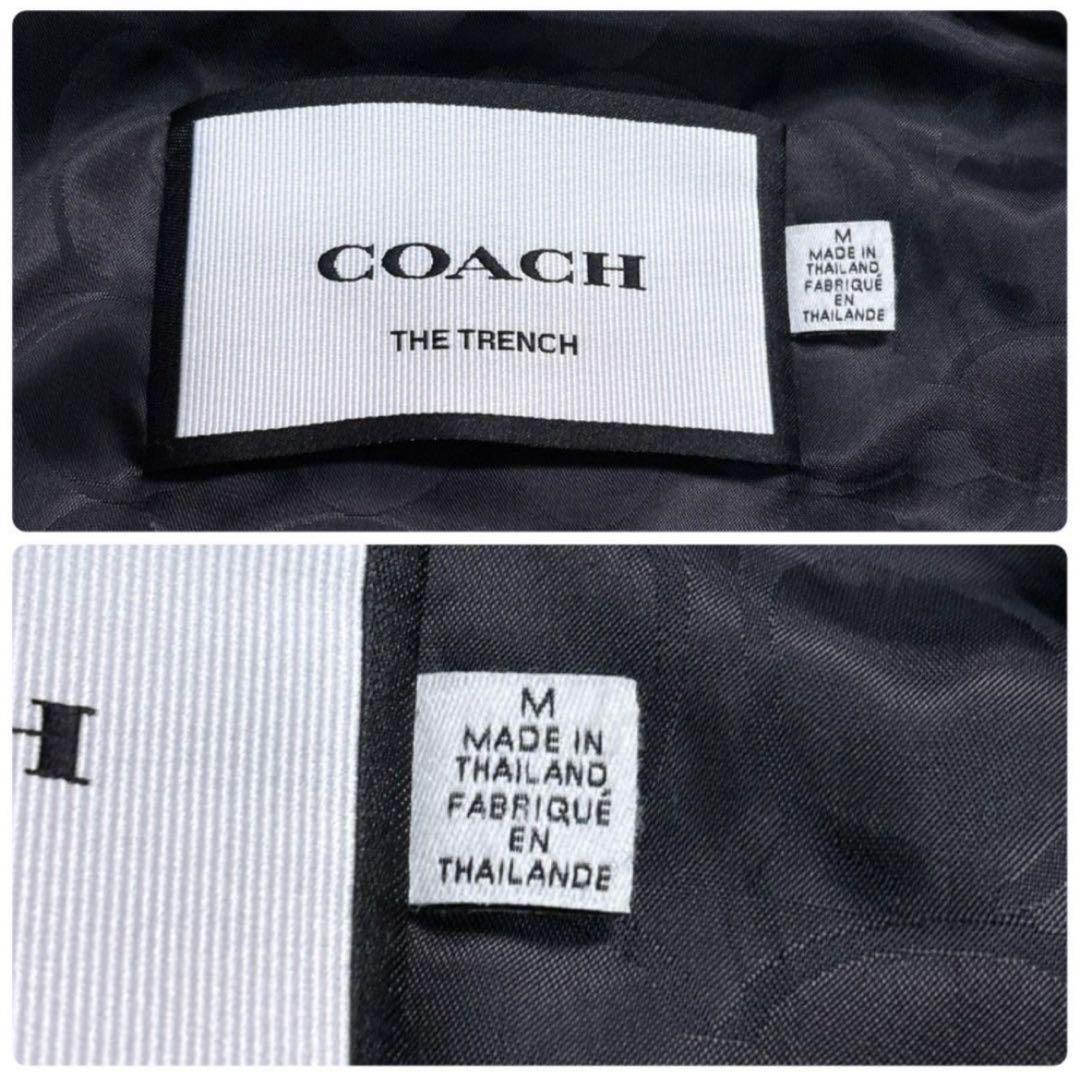 COACH
THE TRENCH
M
MADE IN
THAILAND
FABRIQUÉ
EN
THAILANDE
H
M
MADE IN
THAILAND
FABRIQUÉ
EN
THAILANDE